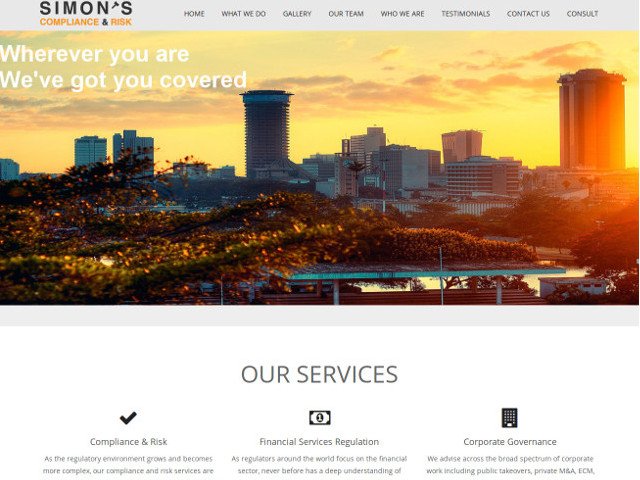 SIMON'S
COMPLIANCE & RISK
HOME WHAT WE DO GALLERY OUR TEAM WHO WE ARE TESTIMONIALS CONTACT US CONSULT
Wherever you are
We've got you covered
OUR SERVICES
Compliance & Risk
As the regulatory environment grows and becomes
more complex, our compliance and risk services are
Financial Services Regulation
As regulators around the world focus on the financial
sector, never before has a deep understanding of
Corporate Governance
We advise across the broad spectrum of corporate
work including public takeovers, private M&A, ECM,